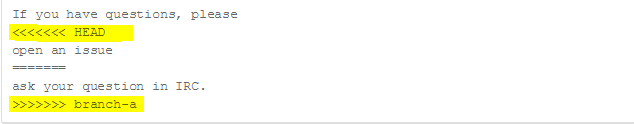 If you have questions, please
<<<<<<< HEAD
open an issue
=======
ask your question in IRC.
>>>>>>> branch-a